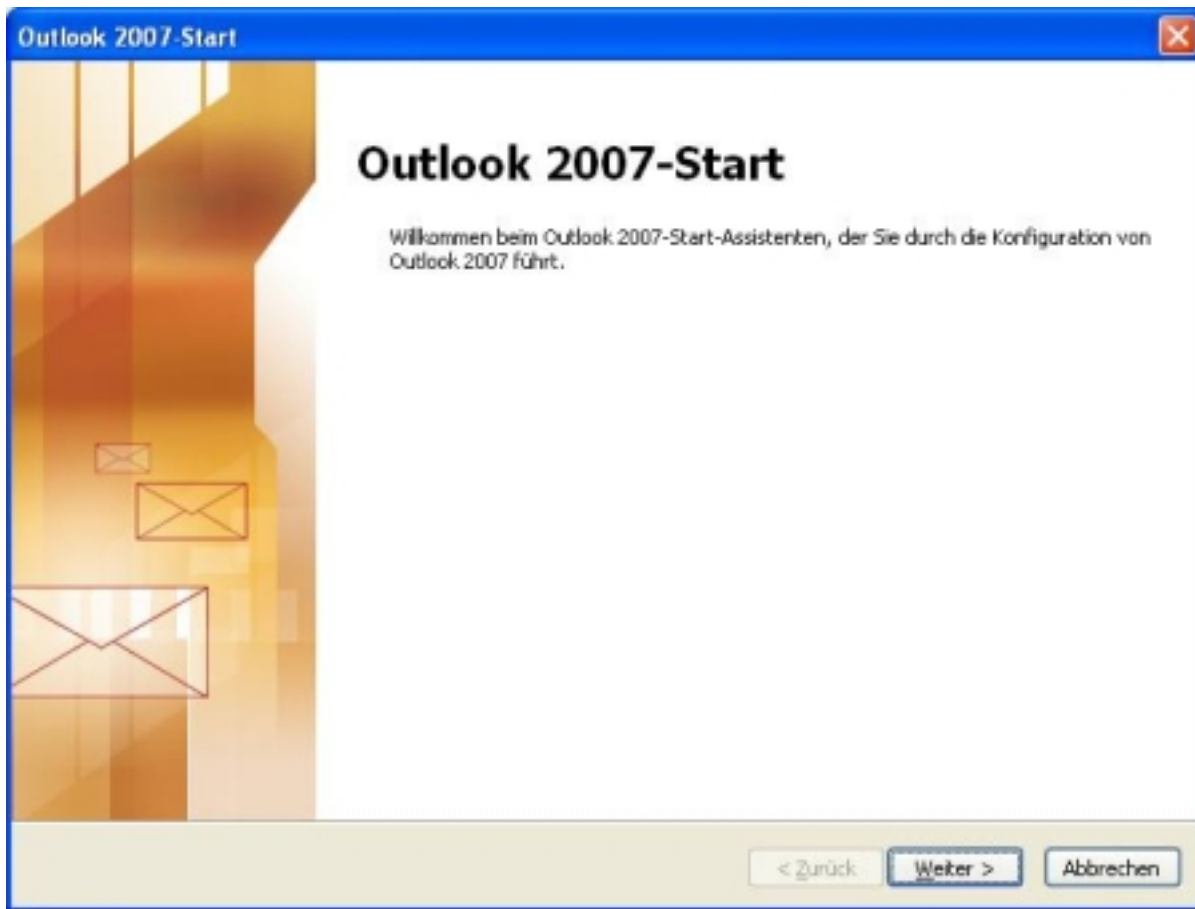 Outlook 2007-Start
Outlook 2007-Start
Willkommen beim Outlook 2007-Start-Assistenten, der Sie durch die Konfiguration von
Outlook 2007 führt.
< Zurück
Weiter >
Abbrechen